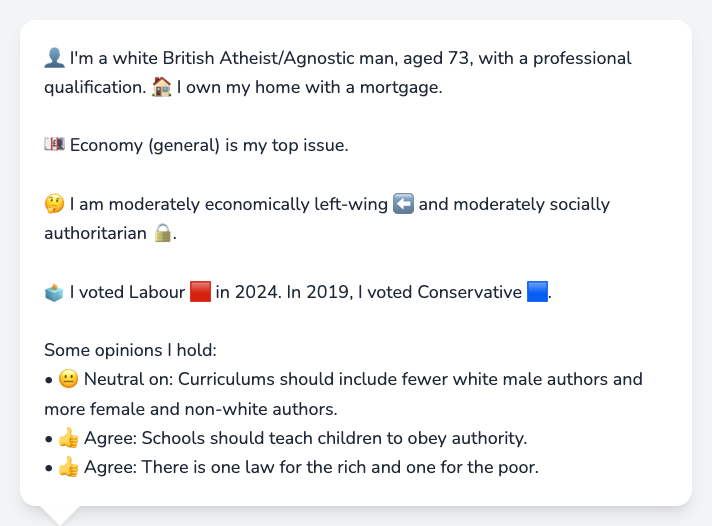 👤 I'm a white British Atheist/Agnostic man, aged 73, with a professional
qualification. 🏠 I own my home with a mortgage.
💷 Economy (general) is my top issue.
🤔 I am moderately economically left-wing ⬅️ and moderately socially
authoritarian 🔒.
🗳️ I voted Labour 🟥 in 2024. In 2019, I voted Conservative 🟦.
Some opinions I hold:
• 😐 Neutral on: Curriculums should include fewer white male authors and
more female and non-white authors.
• 👍 Agree: Schools should teach children to obey authority.
• 👍 Agree: There is one law for the rich and one for the poor.